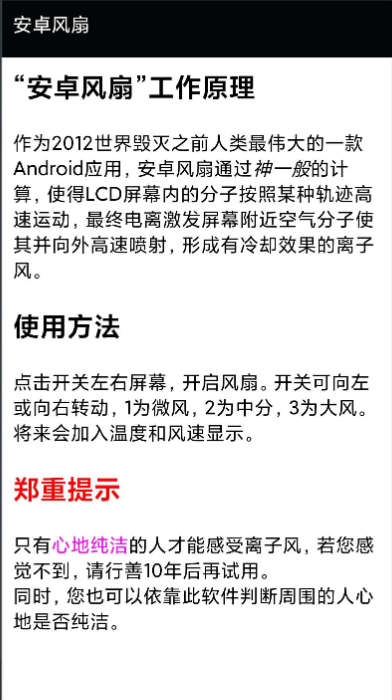 安卓风扇
“安卓风扇”工作原理
作为2012世界毁灭之前人类最伟大的一款
Android应用，安卓风扇通过神一般的计
算，使得LCD屏幕内的分子按照某种轨迹高
速运动，最终电离激发屏幕附近空气分子使
其并向外高速喷射，形成有冷却效果的离子
风。
使用方法
点击开关左右屏幕，开启风扇。开关可向左
或向右转动，1为微风，2为中分，3为大风。
将来会加入温度和风速显示。
郑重提示
只有心地纯洁的人才能感受离子风，若您感
觉不到，请行善10年后再试用。
同时，您也可以依靠此软件判断周围的人心
地是否纯洁。